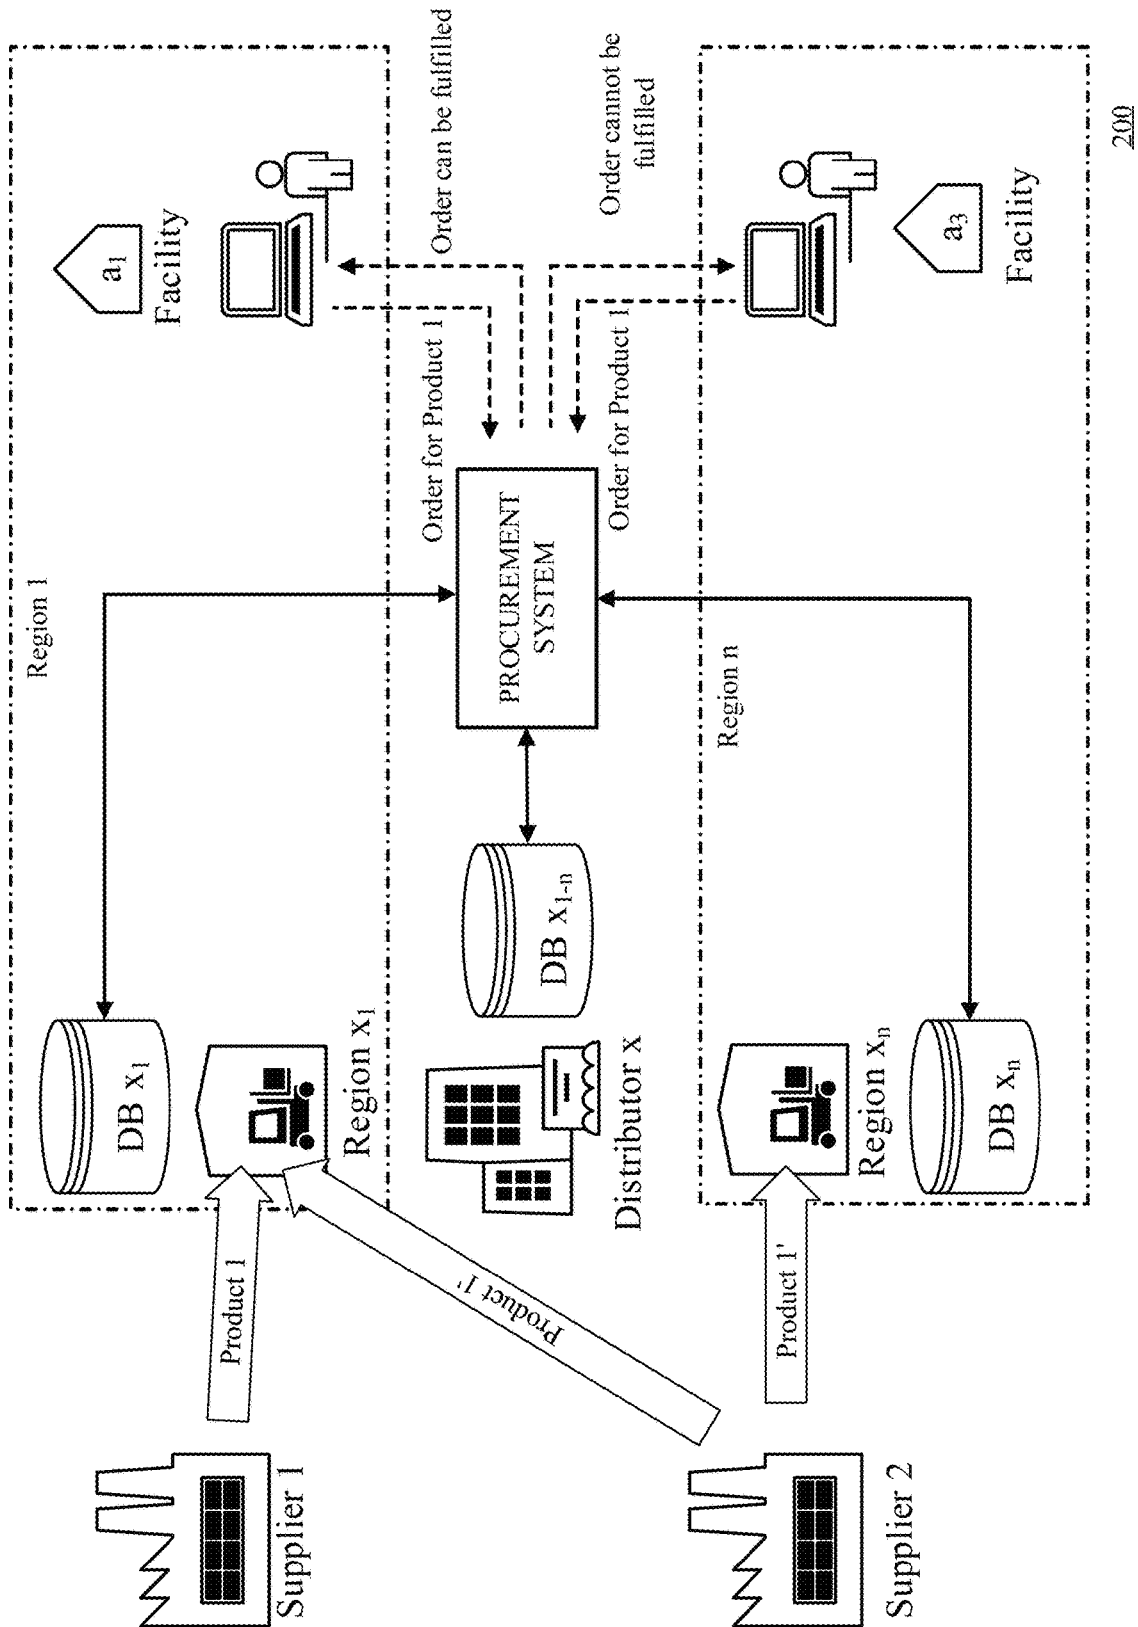 Region 1
DB x1
a1
Facility
Product 1
Region x1
Supplier 1
Order for Product 1
Order can be fulfilled
PROCUREMENT
SYSTEM
DB x1-n
Distributor x
Product 1'
Order for Product 1
Order cannot be
fulfilled
Region n
Product 1'
Region xn
Supplier 2
DB xn
a3
Facility
200